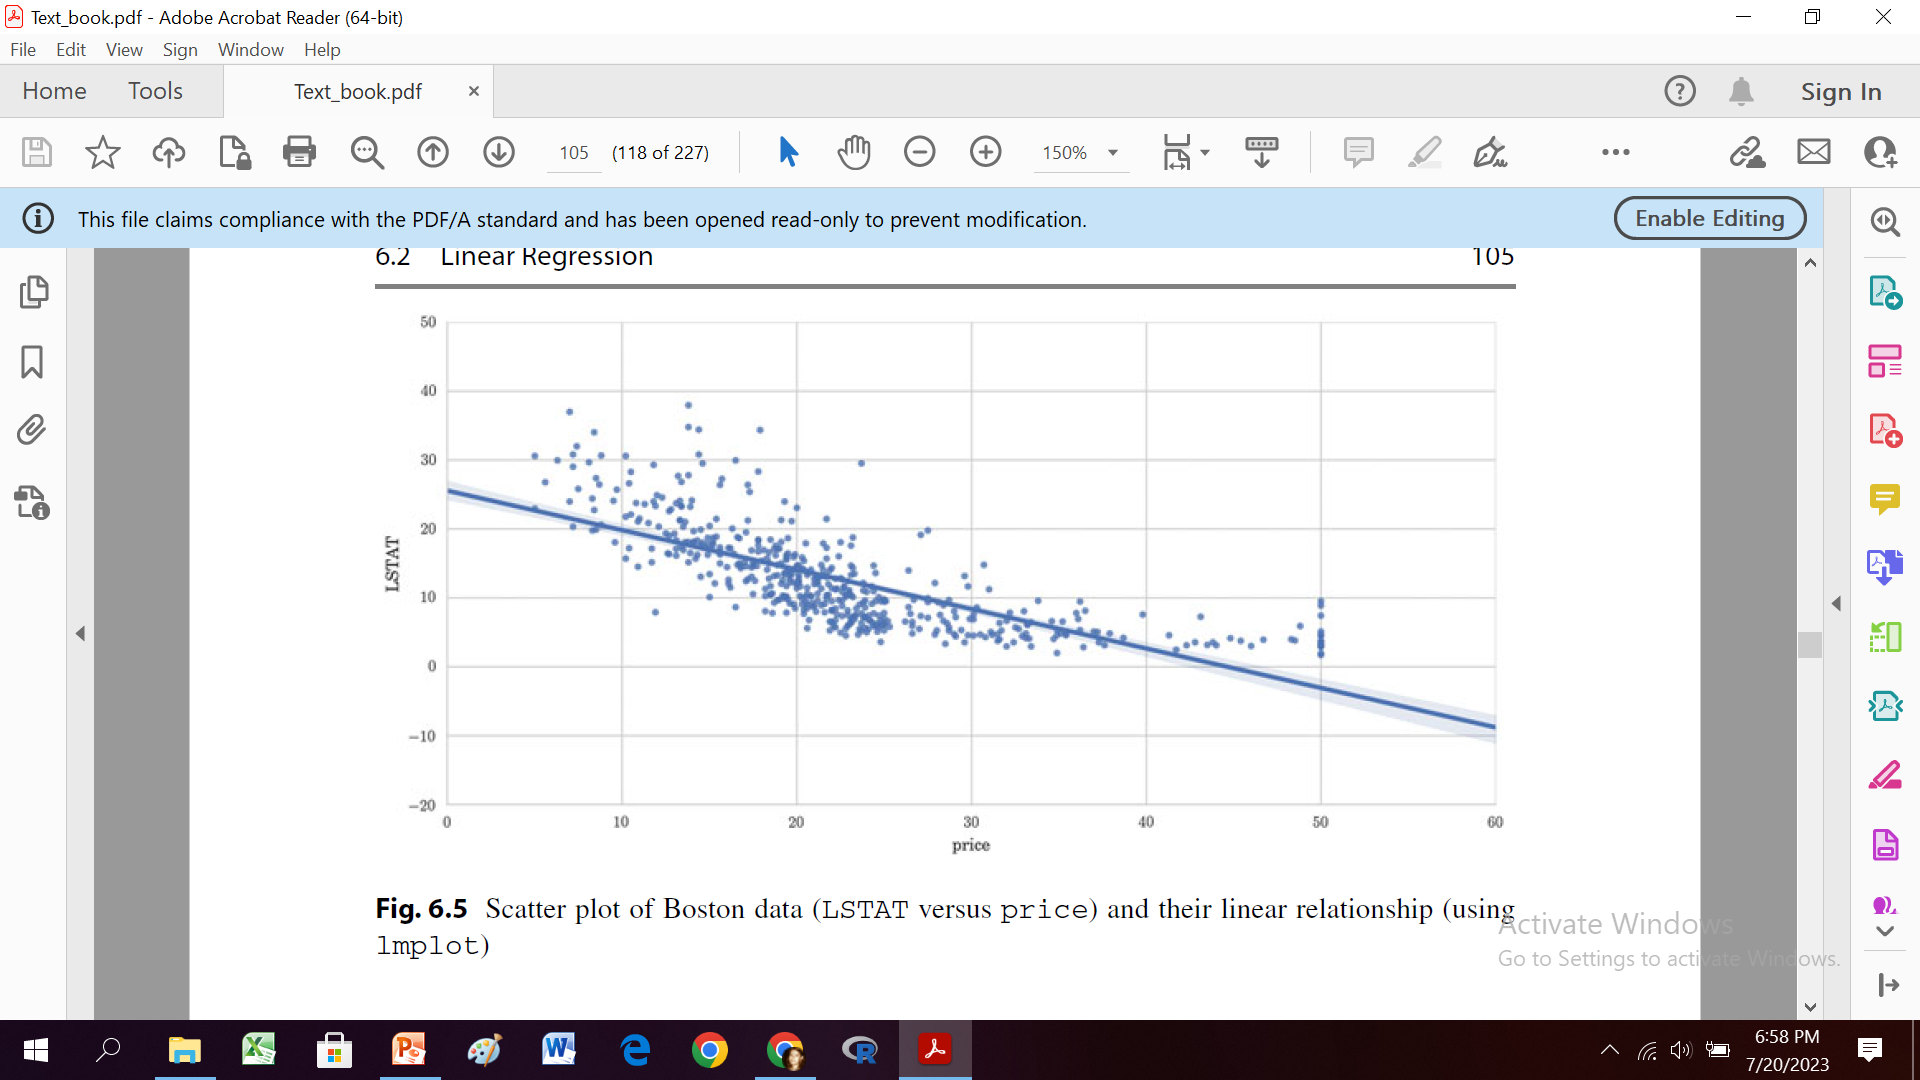 Text_book.pdf - Adobe Acrobat Reader (64-bit)
File Edit View Sign Window Help
Home Tools Text_book.pdf × Sign In
105 (118 of 227) 150%
This file claims compliance with the PDF/A standard and has been opened read-only to prevent modification. Enable Editing
6.2 Linear Regression 105
50
40
30
20
10
0
−10
−20
LSTAT
0 10 20 30 40 50 60
price
Fig. 6.5 Scatter plot of Boston data (LSTAT versus price) and their linear relationship (using
lmplot)
Activate Windows
Go to Settings to activate Windows.
6:58 PM
7/20/2023